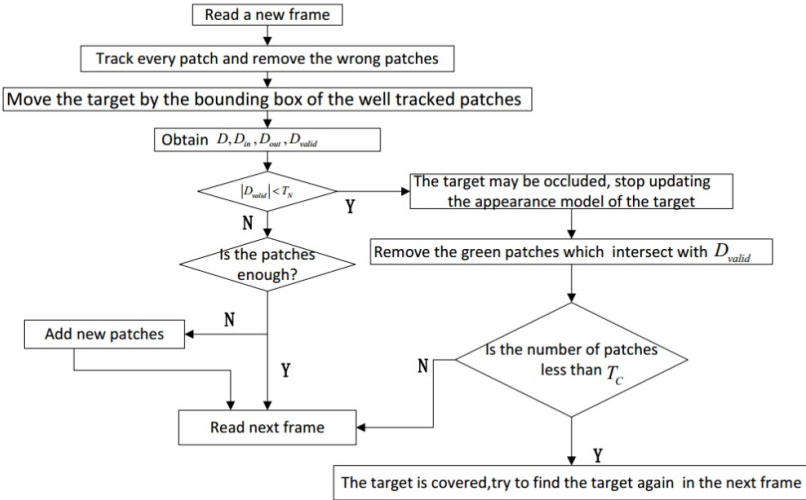 Read a new frame
Track every patch and remove the wrong patches
Move the target by the bounding box of the well tracked patches
Obtain D, D_in, D_out, D_valid
|D_valid| < T_N
Y
The target may be occluded, stop updating
the appearance model of the target
N
Is the patches
enough?
Remove the green patches which intersect with D_valid
N
Add new patches
Y
Is the number of patches
less than T_C
N
Read next frame
Y
The target is covered,try to find the target again in the next frame